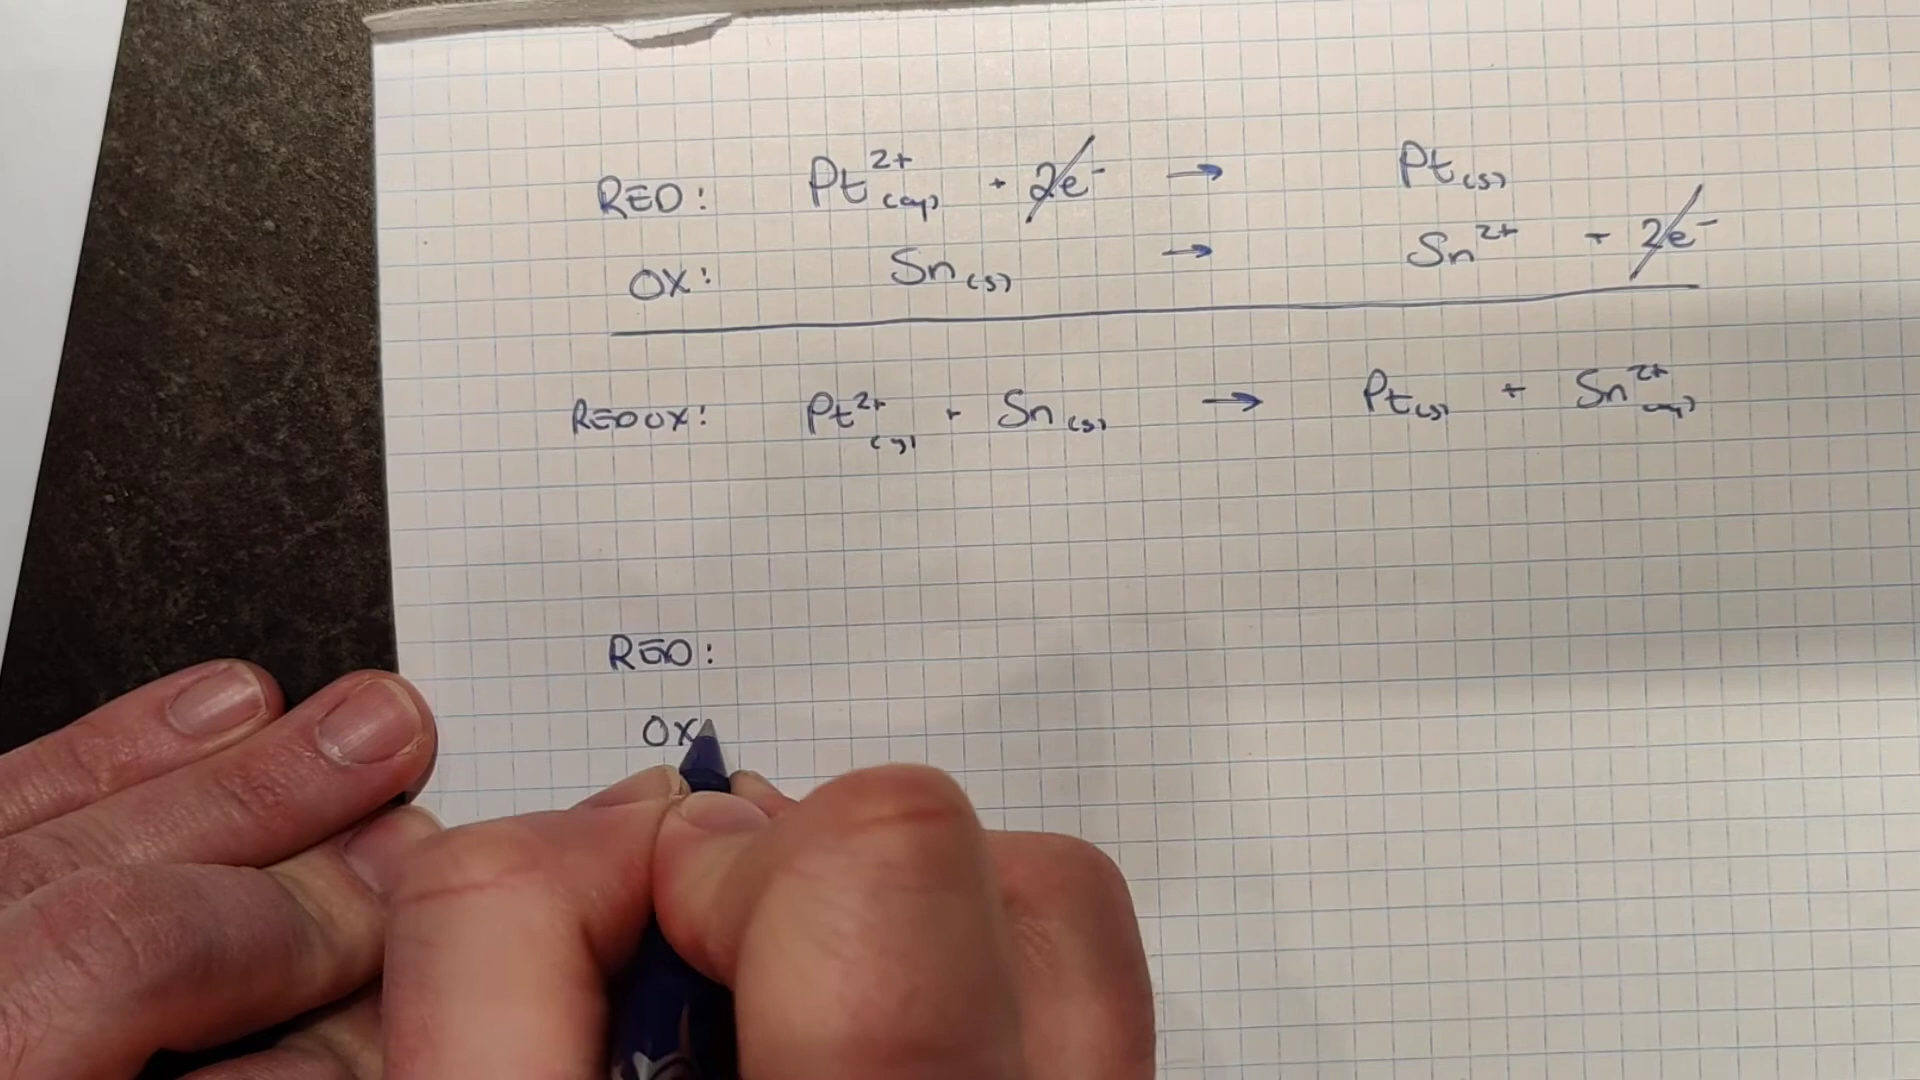 RED: Pt²⁺(aq) + 2e⁻ → Pt(s)
OX: Sn(s) → Sn²⁺ + 2e⁻
REDOX: Pt²⁺(aq) + Sn(s) → Pt(s) + Sn²⁺(aq)
RED:
OX